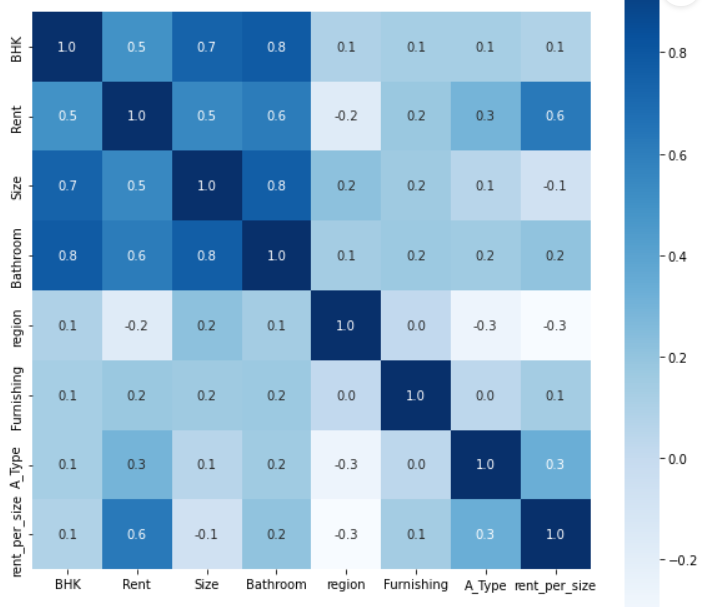 BHK 1.0 0.5 0.7 0.8 0.1 0.1 0.1 0.1
Rent 0.5 1.0 0.5 0.6 -0.2 0.2 0.3 0.6
Size 0.7 0.5 1.0 0.8 0.2 0.2 0.1 -0.1
Bathroom 0.8 0.6 0.8 1.0 0.1 0.2 0.2 0.2
region 0.1 -0.2 0.2 0.1 1.0 0.0 -0.3 -0.3
Furnishing 0.1 0.2 0.2 0.2 0.0 1.0 0.0 0.1
A_Type 0.1 0.3 0.1 0.2 -0.3 0.0 1.0 0.3
rent_per_size 0.1 0.6 -0.1 0.2 -0.3 0.1 0.3 1.0
BHK Rent Size Bathroom region Furnishing A_Type rent_per_size
0.8
0.6
0.4
0.2
0.0
−0.2